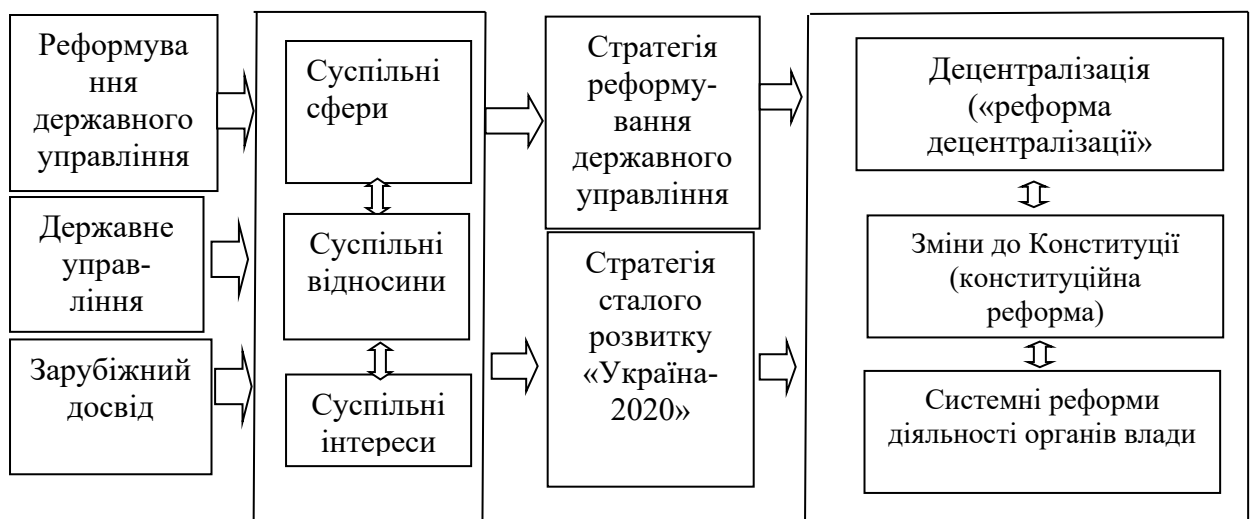 Реформува
ння
державного
управління
Державне
управ-
ління
Зарубіжний
досвід
Суспільні
сфери
Суспільні
відносини
Суспільні
інтереси
Стратегія
реформу-
вання
державного
управління
Стратегія
сталого
розвитку
«Україна-
2020»
Децентралізація
(«реформа
децентралізації»
Зміни до Конституції
(конституційна
реформа)
Системні реформи
діяльності органів влади